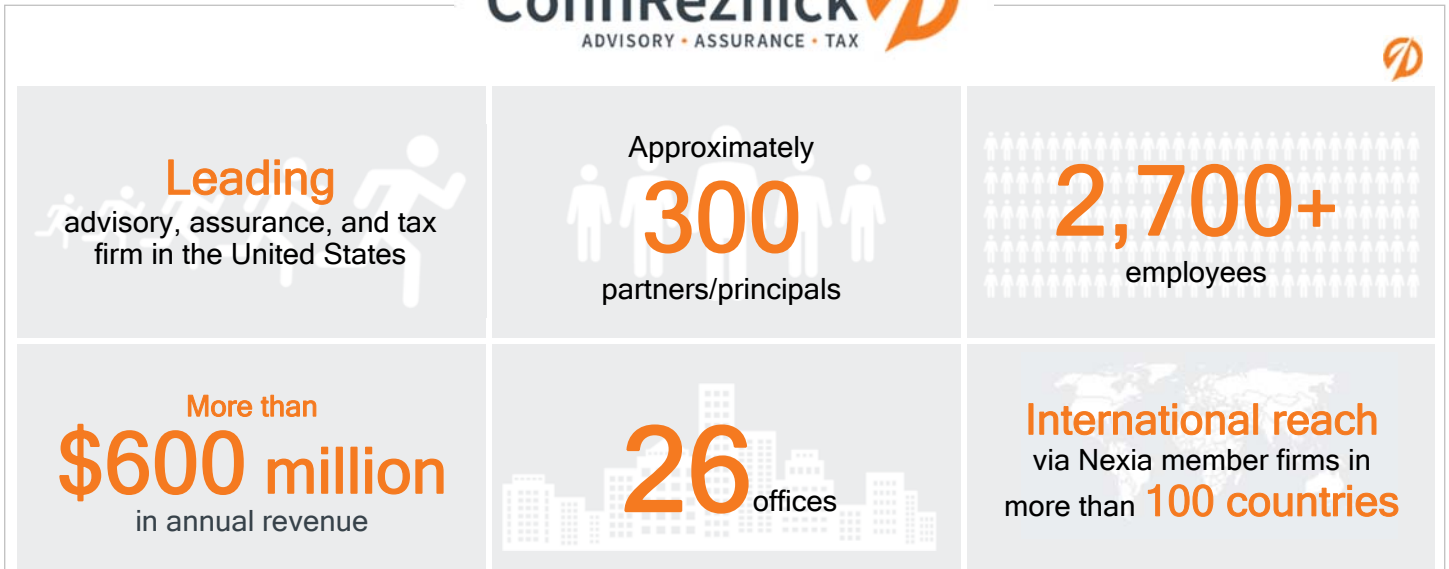 CohnReznick
ADVISORY • ASSURANCE • TAX
Leading
advisory, assurance, and tax
firm in the United States
Approximately
300
partners/principals
2,700+
employees
More than
$600 million
in annual revenue
26 offices
International reach
via Nexia member firms in
more than 100 countries